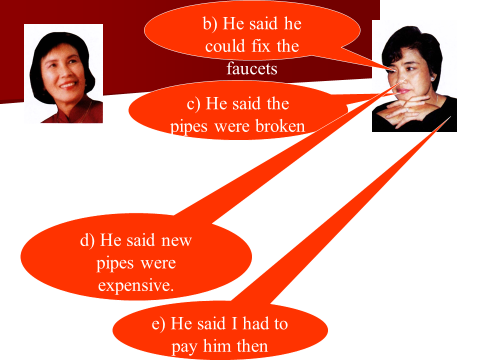 b) He said he
could fix the
faucets
c) He said the
pipes were broken
d) He said new
pipes were
expensive.
e) He said I had to
pay him then